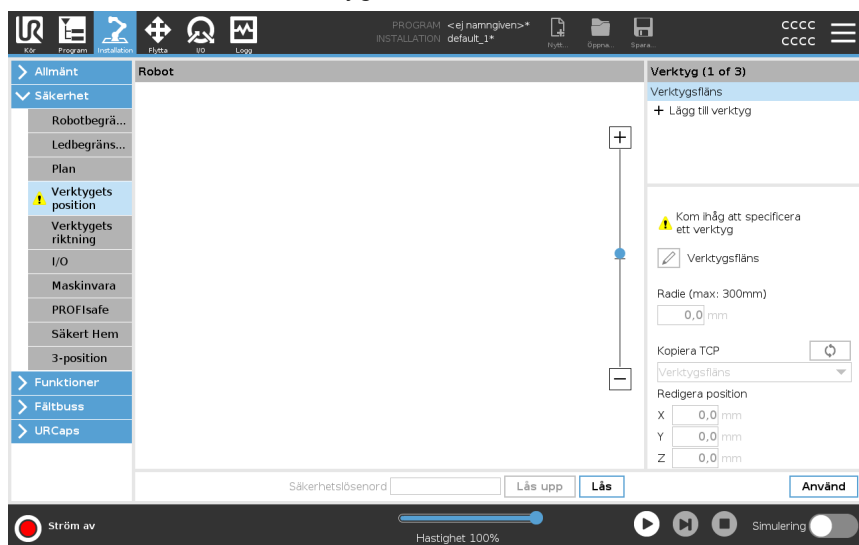 PROGRAM <ej namngiven>*
INSTALLATION default_1*
Kör
Program
Installation
Flytta
I/O
Logg
Nytt...
Öppna...
Spara...
cccc
cccc
Allmänt
Säkerhet
Robotbegrä...
Ledbegräns...
Plan
Verktygets
position
Verktygets
riktning
I/O
Maskinvara
PROFIsafe
Säkert Hem
3-position
Funktioner
Fältbuss
URCaps
Robot
Verktyg (1 of 3)
Verktygsfläns
+ Lägg till verktyg
Kom ihåg att specificera
ett verktyg
Verktygsfläns
Radie (max: 300mm)
0,0 mm
Kopiera TCP
Verktygsfläns
Redigera position
X 0,0 mm
Y 0,0 mm
Z 0,0 mm
Säkerhetslösenord
Lås upp
Lås
Använd
Ström av
Hastighet 100%
Simulering